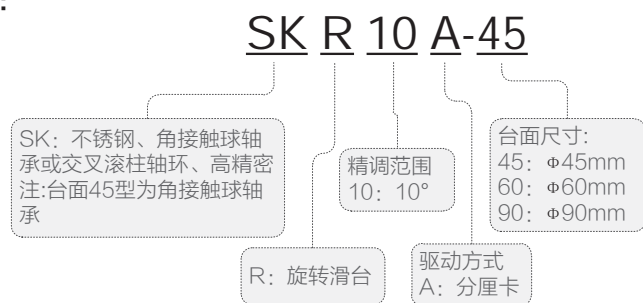 :
SK R 10 A-45
SK：不锈钢、角接触球轴
承或交叉滚柱轴环、高精密
注:台面45型为角接触球轴
承
精调范围
10：10°
台面尺寸:
45：Φ45mm
60：Φ60mm
90：Φ90mm
R：旋转滑台
驱动方式
A：分厘卡